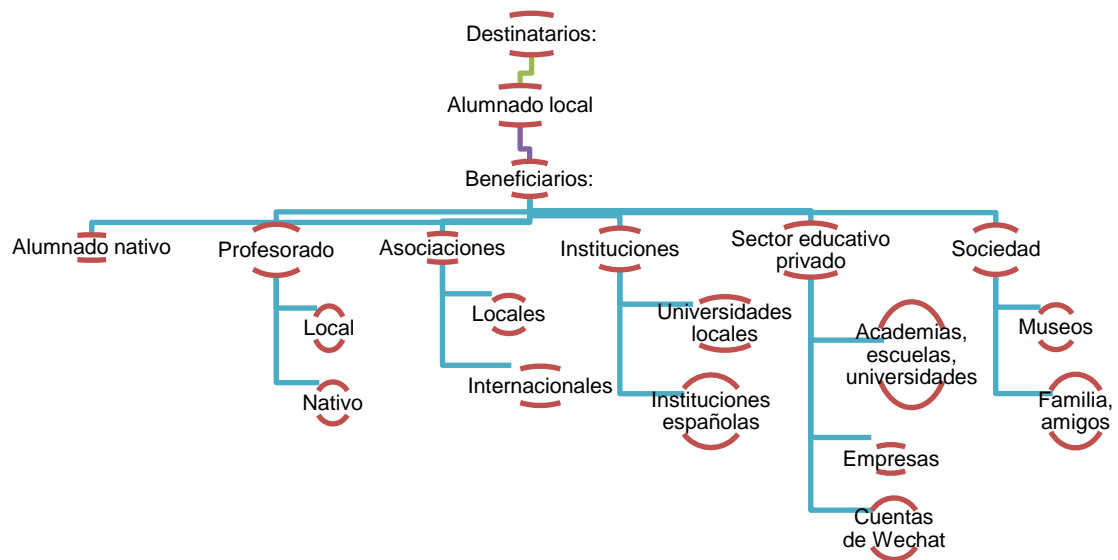 Destinatarios:
Alumnado local
Beneficiarios:
Alumnado nativo
Profesorado
Local
Nativo
Asociaciones
Locales
Internacionales
Instituciones
Universidades
locales
Instituciones
españolas
Sector educativo
privado
Academias,
escuelas,
universidades
Empresas
Cuentas
de Wechat
Sociedad
Museos
Familia,
amigos